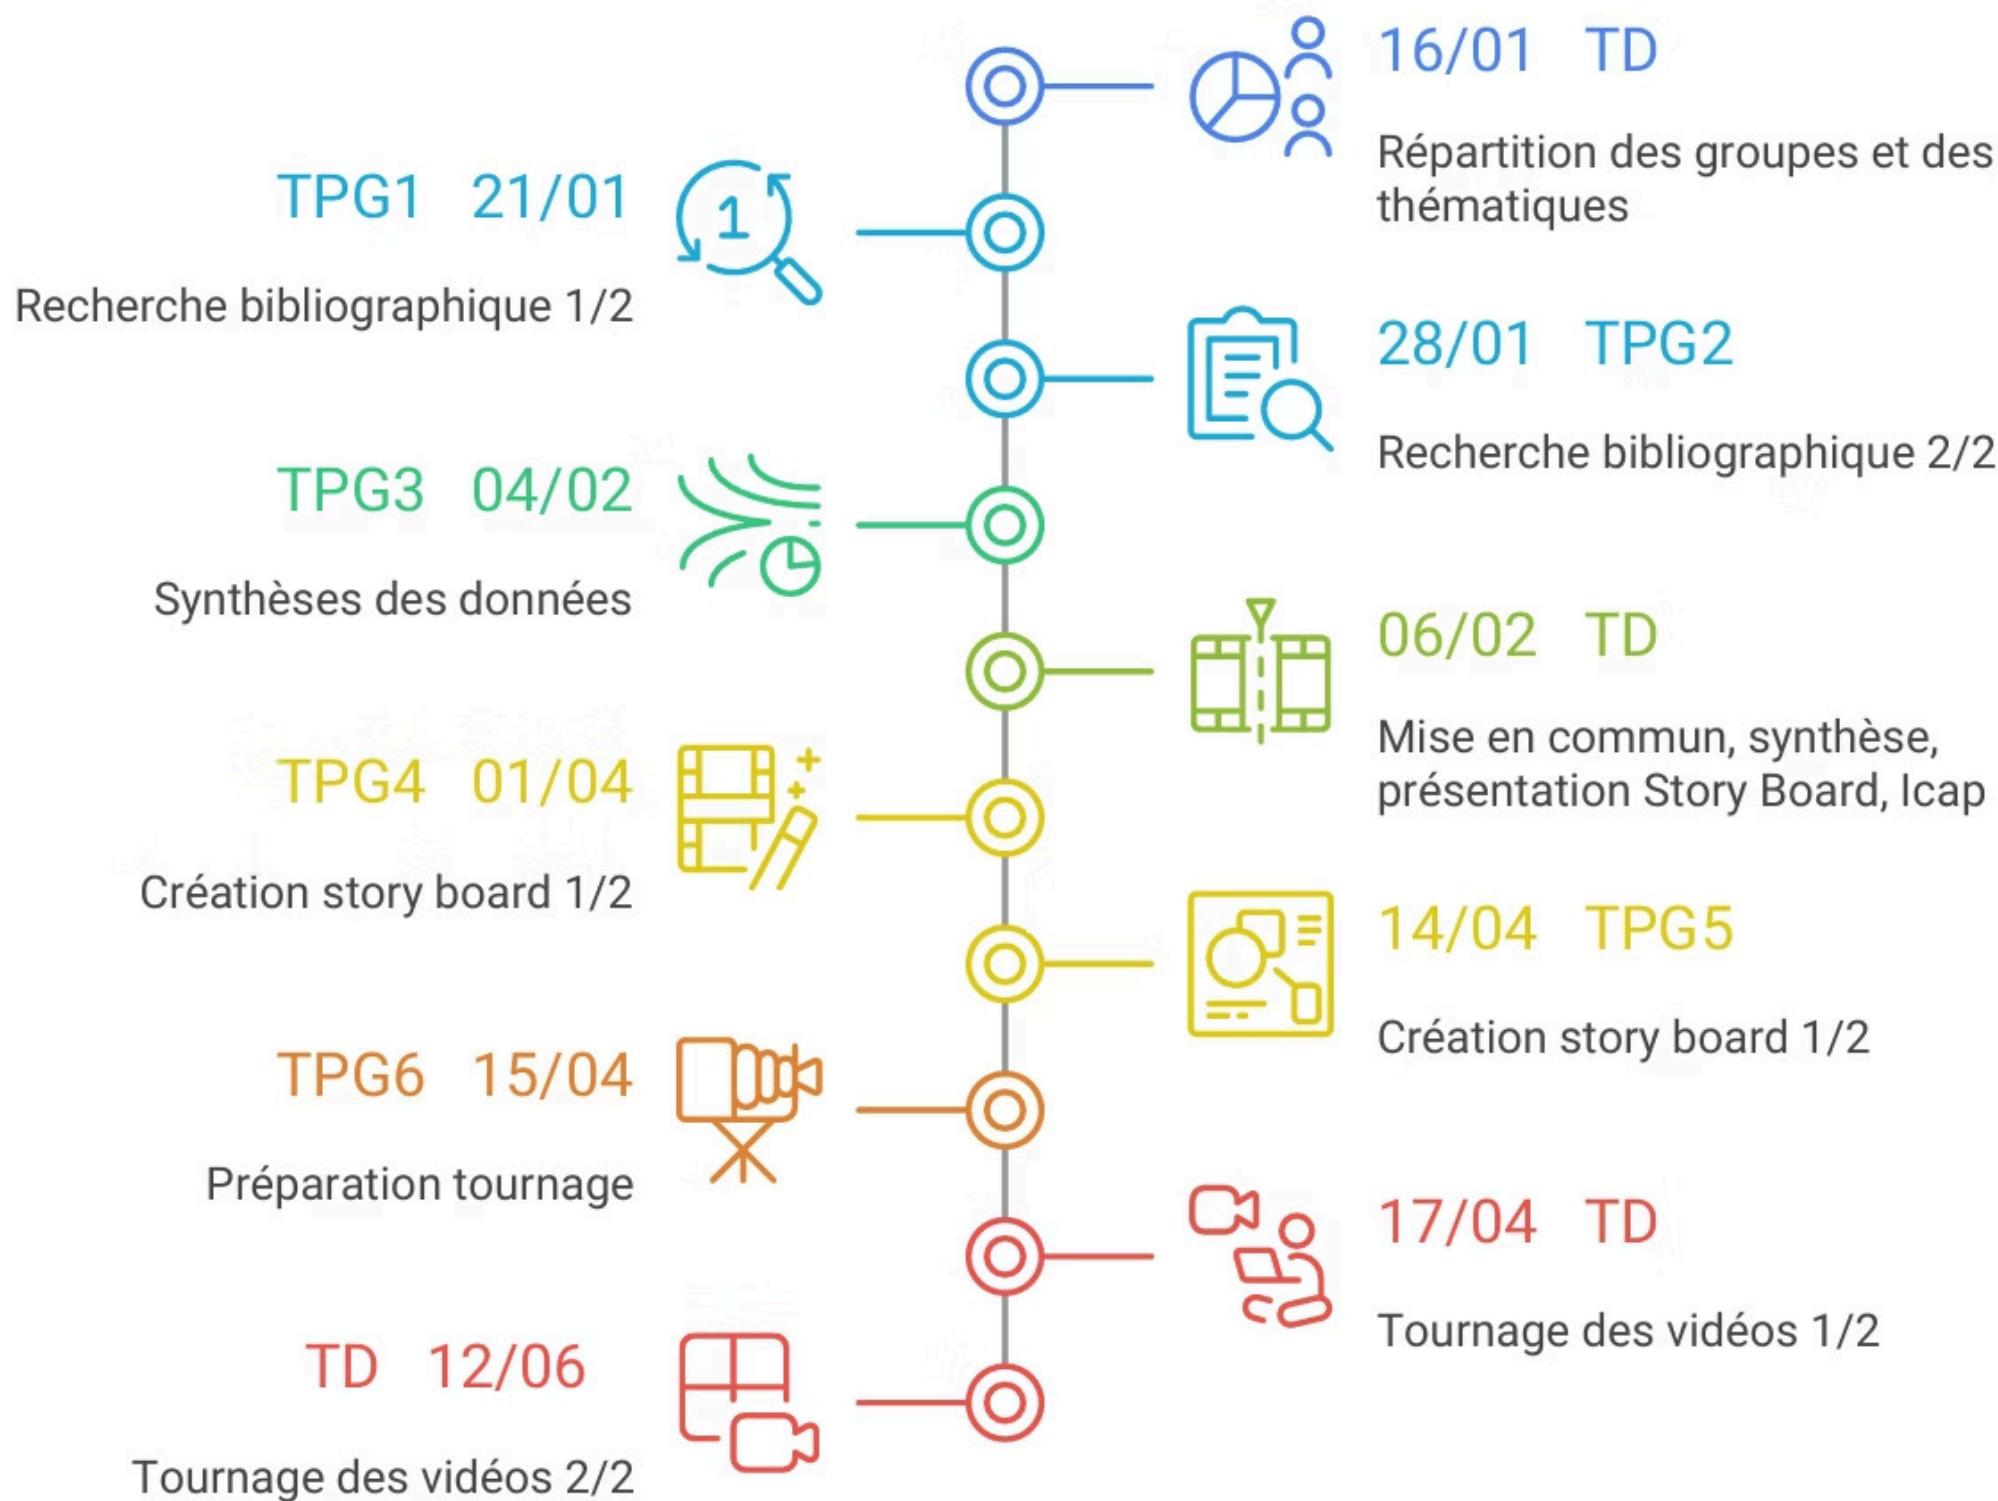 16/01 TD
Répartition des groupes et des
thématiques
TPG1 21/01
1
Recherche bibliographique 1/2
28/01 TPG2
Recherche bibliographique 2/2
TPG3 04/02
Synthèses des données
06/02 TD
Mise en commun, synthèse,
présentation Story Board, Icap
TPG4 01/04
Création story board 1/2
14/04 TPG5
Création story board 1/2
TPG6 15/04
Préparation tournage
17/04 TD
Tournage des vidéos 1/2
TD 12/06
Tournage des vidéos 2/2